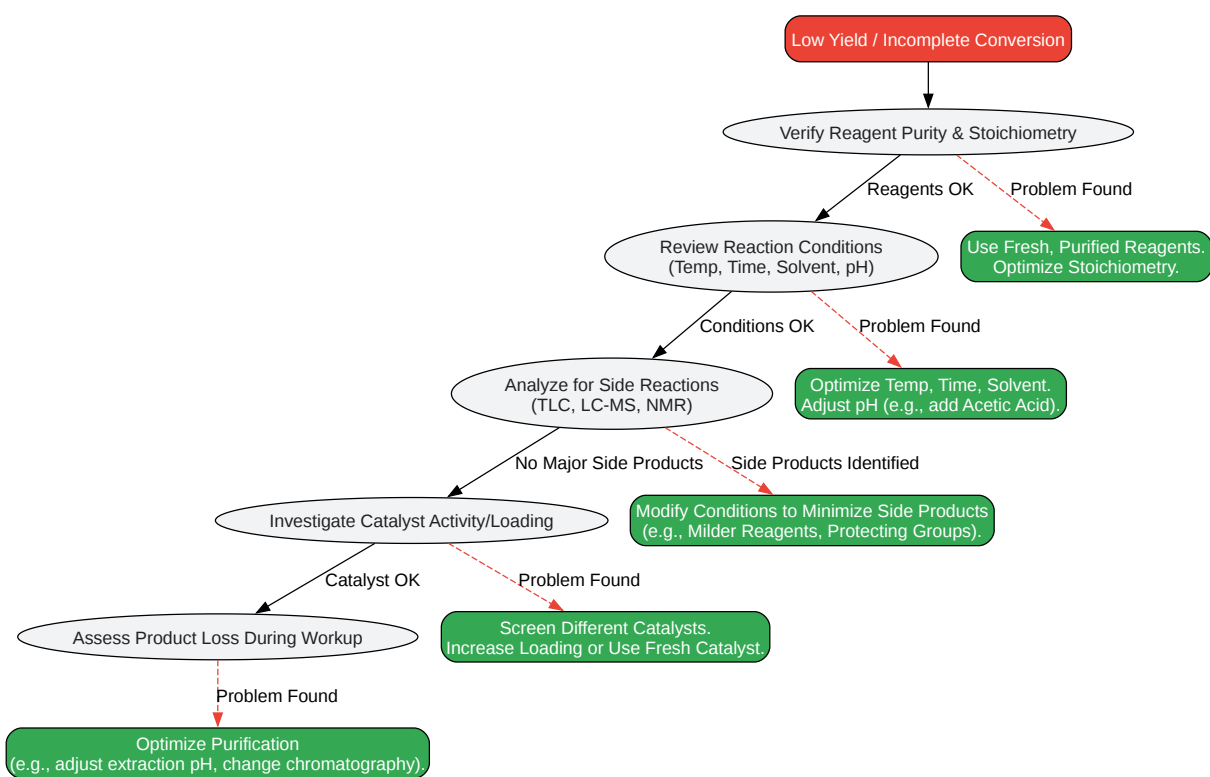 Low Yield / Incomplete Conversion
Verify Reagent Purity & Stoichiometry
Reagents OK
Problem Found
Review Reaction Conditions
(Temp, Time, Solvent, pH)
Use Fresh, Purified Reagents.
Optimize Stoichiometry.
Conditions OK
Problem Found
Analyze for Side Reactions
(TLC, LC-MS, NMR)
Optimize Temp, Time, Solvent.
Adjust pH (e.g., add Acetic Acid).
No Major Side Products
Side Products Identified
Investigate Catalyst Activity/Loading
Modify Conditions to Minimize Side Products
(e.g., Milder Reagents, Protecting Groups).
Catalyst OK
Problem Found
Assess Product Loss During Workup
Screen Different Catalysts.
Increase Loading or Use Fresh Catalyst.
Problem Found
Optimize Purification
(e.g., adjust extraction pH, change chromatography).